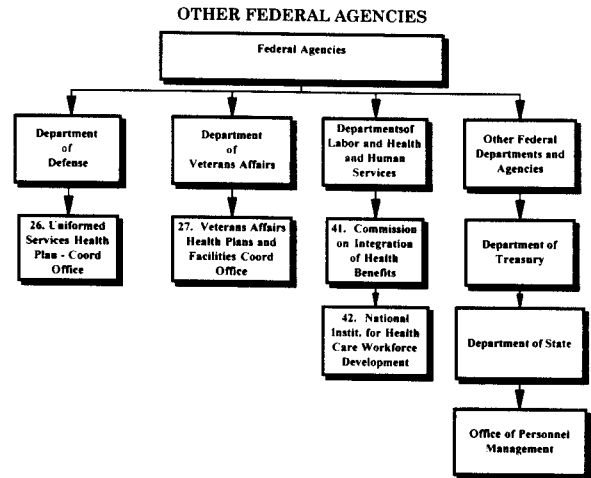 OTHER FEDERAL AGENCIES
Federal Agencies
Department
of
Defense
Department
of
Veterans Affairs
Departmentsof
Labor and Health
and Human
Services
Other Federal
Departments and
Agencies
26. Uniformed
Services Health
Plan - Coord
Office
27. Veterans Affairs
Health Plans and
Facilities Coord
Office
41. Commission
on Integration
of Health
Benefits
Department of
Treasury
42. National
Instit. for Health
Care Workforce
Development
Department of State
Office of Personnel
Management